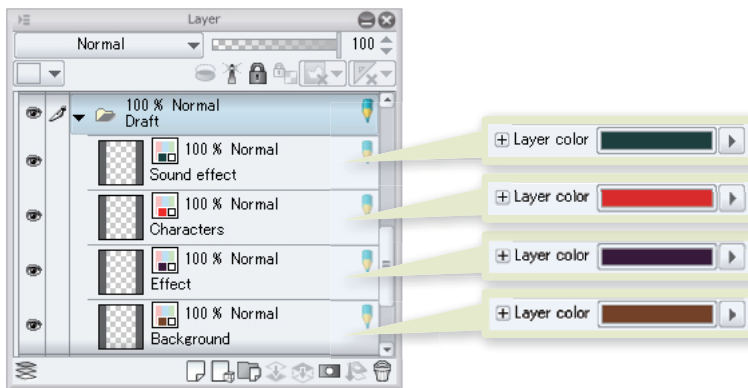 Layer
Normal 100
100 % Normal
Draft
100 % Normal
Sound effect
100 % Normal
Characters
100 % Normal
Effect
100 % Normal
Background
Layer color
Layer color
Layer color
Layer color